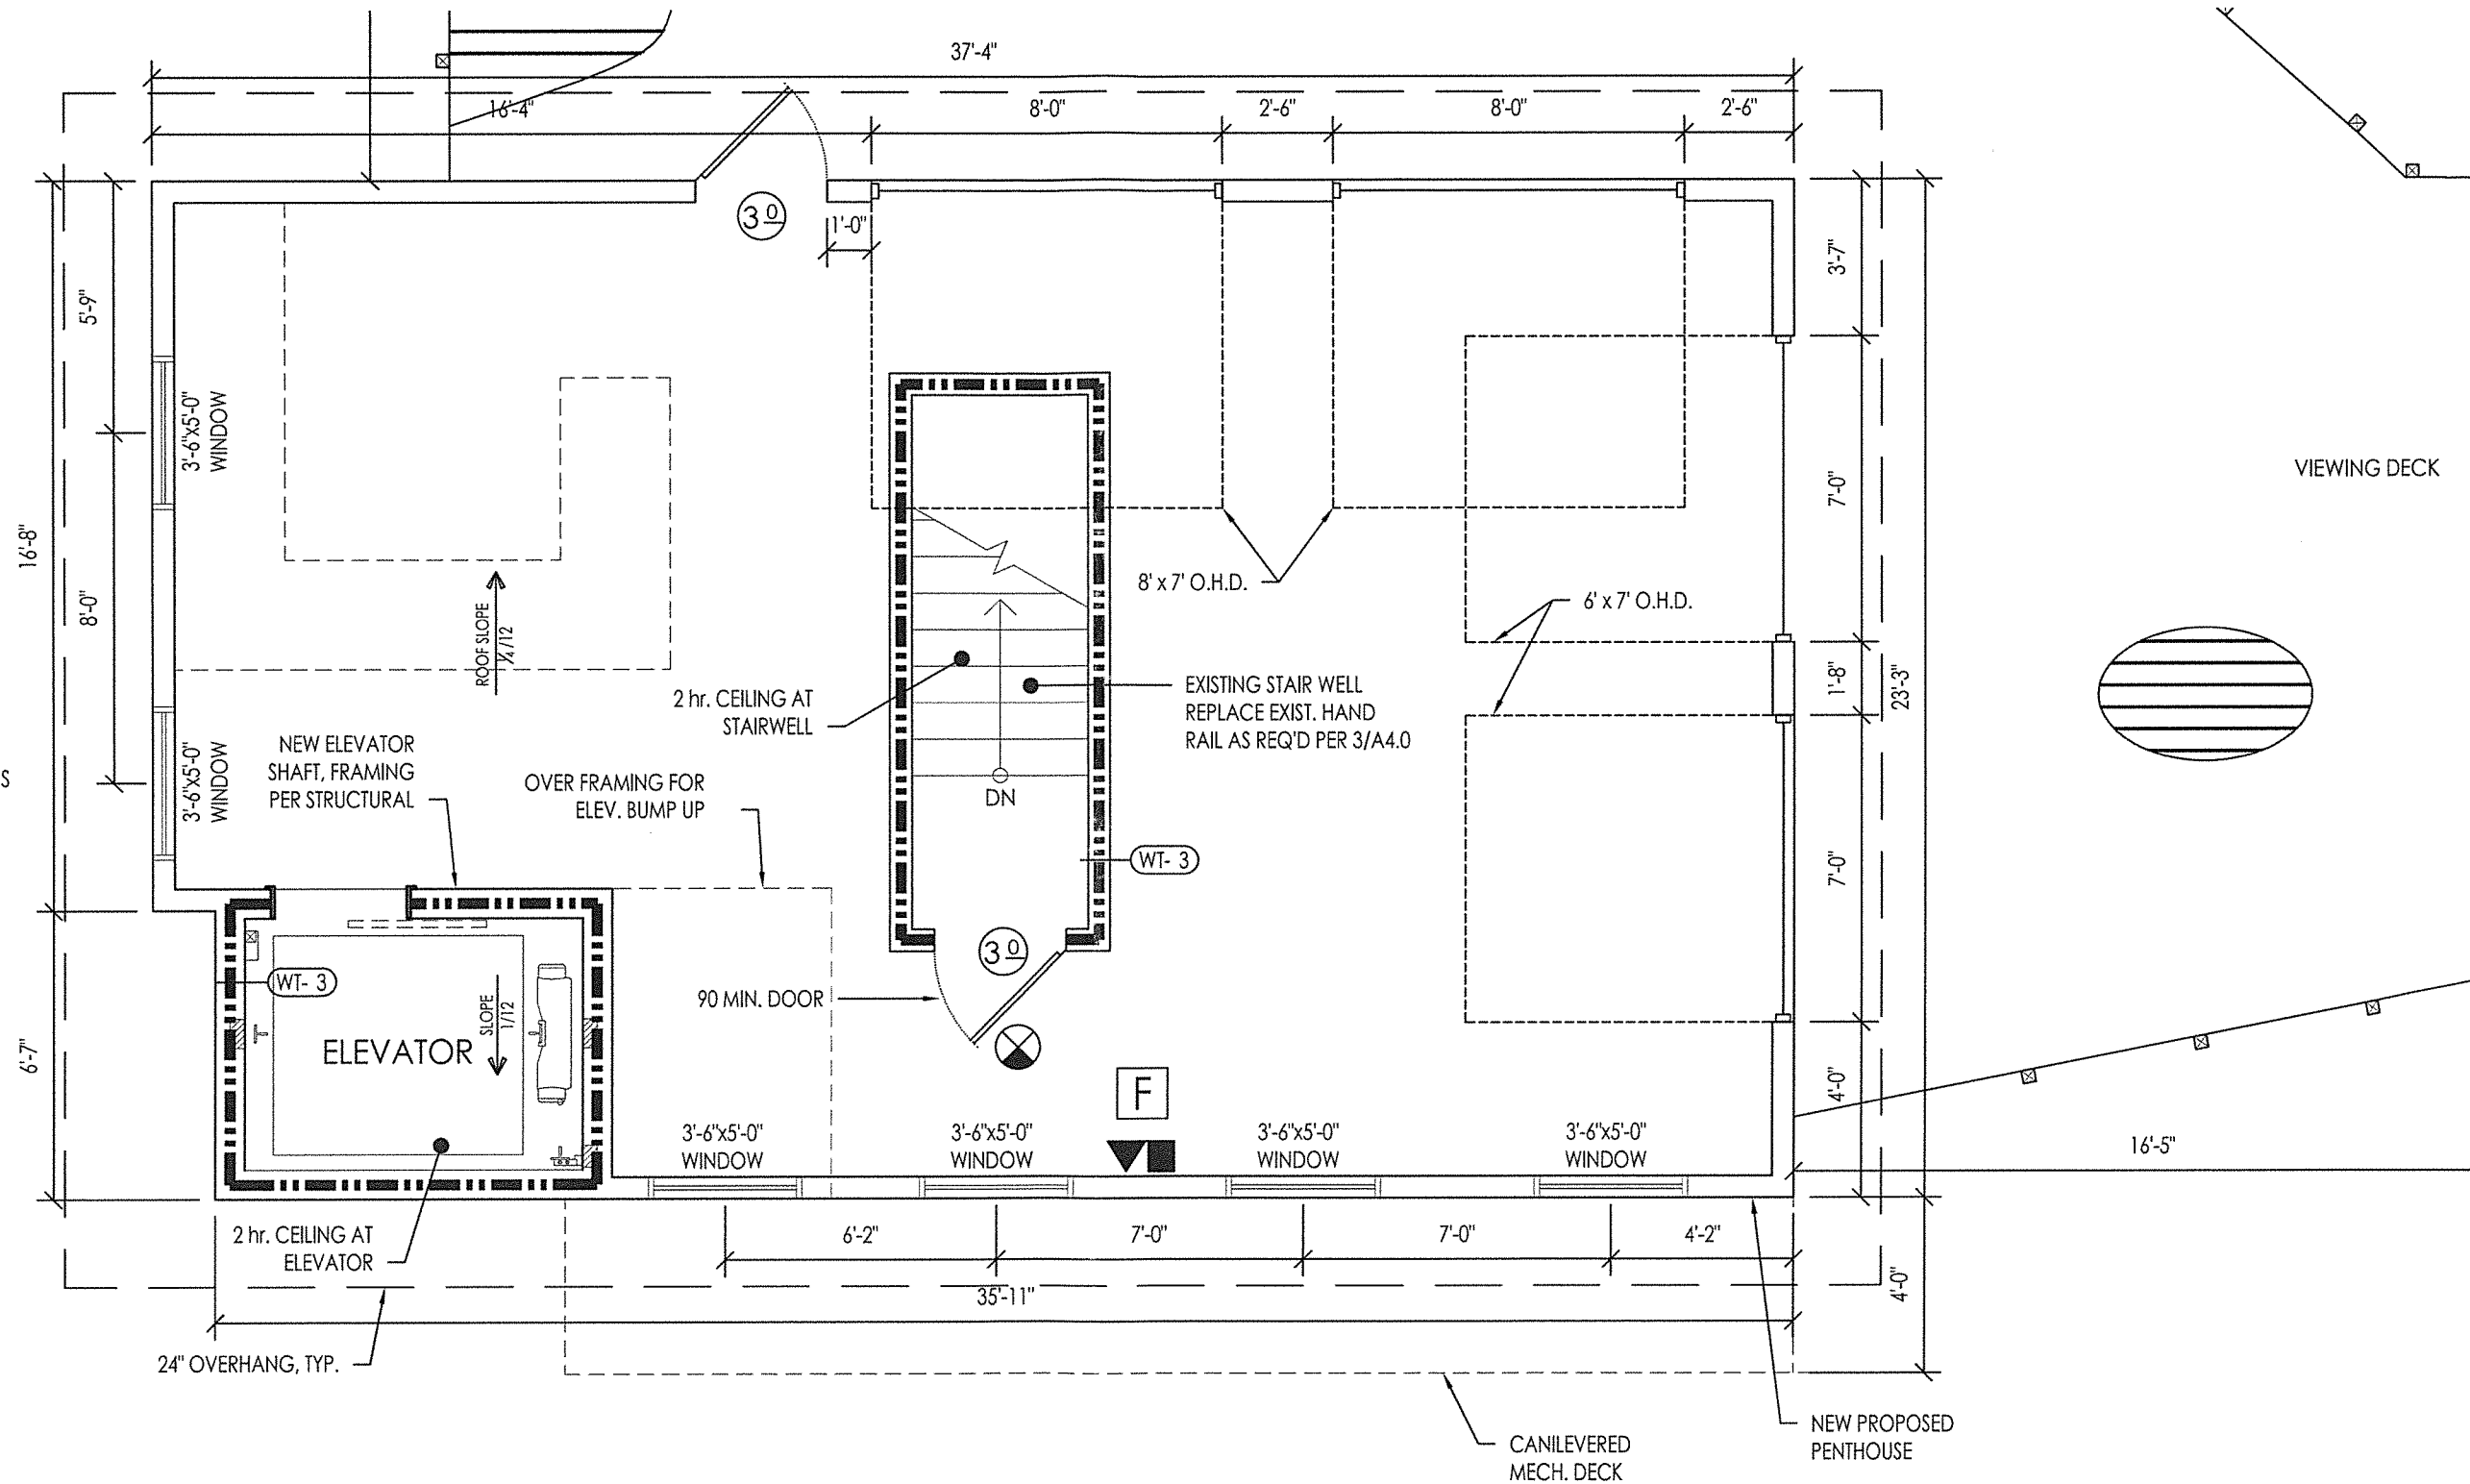 37'-4"
16'-4"
8'-0"
2'-6"
8'-0"
2'-6"
3 0
1'-0"
3'-7"
5'-9"
3'-6"x5'-0"
WINDOW
16'-8"
8'-0"
7'-0"
VIEWING DECK
8' x 7' O.H.D.
6' x 7' O.H.D.
ROOF SLOPE
1/4 /12
2 hr. CEILING AT
STAIRWELL
EXISTING STAIR WELL
REPLACE EXIST. HAND
RAIL AS REQ'D PER 3/A4.0
1'-8"
23'-3"
NEW ELEVATOR
SHAFT, FRAMING
PER STRUCTURAL
3'-6"x5'-0"
WINDOW
S
OVER FRAMING FOR
ELEV. BUMP UP
DN
WT- 3
7'-0"
3 0
WT- 3
90 MIN. DOOR
SLOPE
1/12
ELEVATOR
6'-7"
F
4'-0"
3'-6"x5'-0"
WINDOW
3'-6"x5'-0"
WINDOW
3'-6"x5'-0"
WINDOW
3'-6"x5'-0"
WINDOW
16'-5"
2 hr. CEILING AT
ELEVATOR
6'-2"
7'-0"
7'-0"
4'-2"
4'-0"
35'-11"
24" OVERHANG, TYP.
NEW PROPOSED
PENTHOUSE
CANILEVERED
MECH. DECK